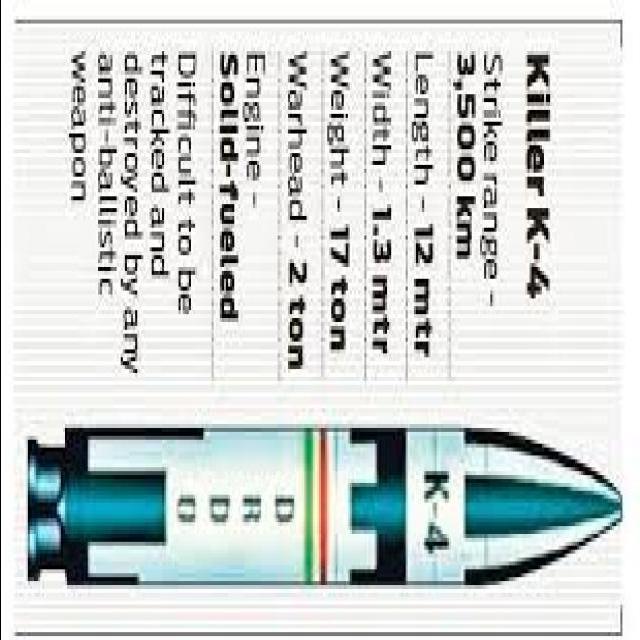 Killer K-4
Strike range -
3,500 km
Length - 12 mtr
Width - 1.3 mtr
Weight - 17 ton
Warhead - 2 ton
Engine -
Solid-fueled
Difficult to be
tracked and
destroyed by any
anti-ballistic
weapon
K-4
D
R
D
O